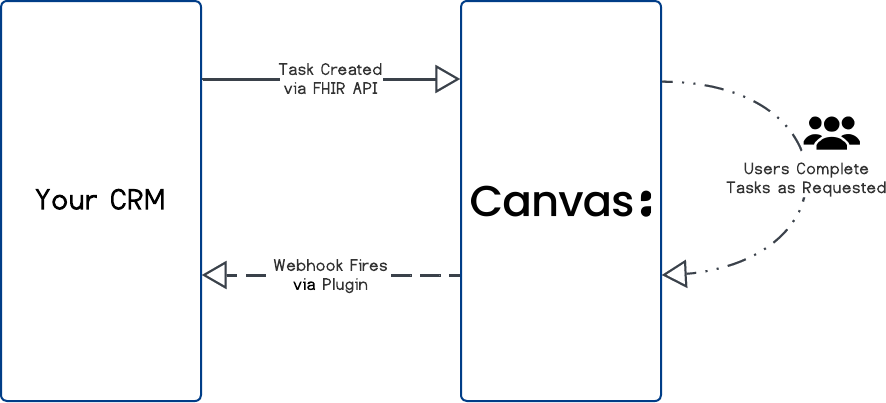 Task Created
via FHIR API
Your CRM
Canvas
Users Complete
Tasks as Requested
Webhook Fires
via Plugin